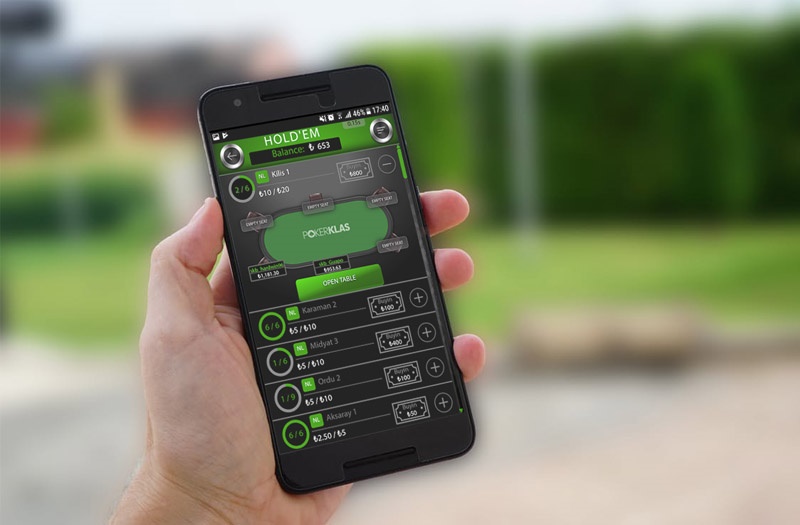 46% 17:40
HOLD'EM
Balance: ₺ 653
2 / 6
NL Kilis 1
₺10 / ₺20
₺800
EMPTY SEAT
EMPTY SEAT
EMPTY SEAT
EMPTY SEAT
POKERKLAS
₺1,181.30
₺953.63
OPEN TABLE
6 / 6
NL Karaman 2
₺5 / ₺10
Buyin
₺100
1 / 6
NL Midyat 3
₺5 / ₺10
Buyin
₺400
1 / 9
NL Ordu 2
₺5 / ₺10
Buyin
₺100
6 / 6
NL Aksaray 1
₺2.50 / ₺5
Buyin
₺50